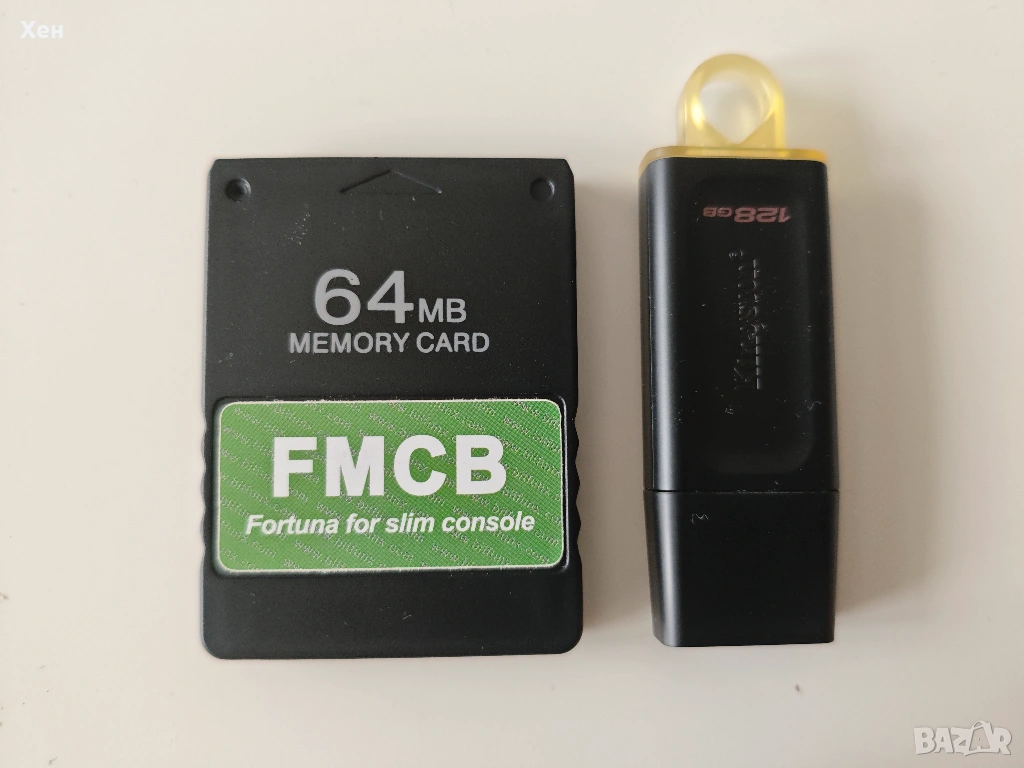 Хен
64MB
MEMORY CARD
FMCB
Fortuna for slim console
128GB
Kingston®
BAZAR